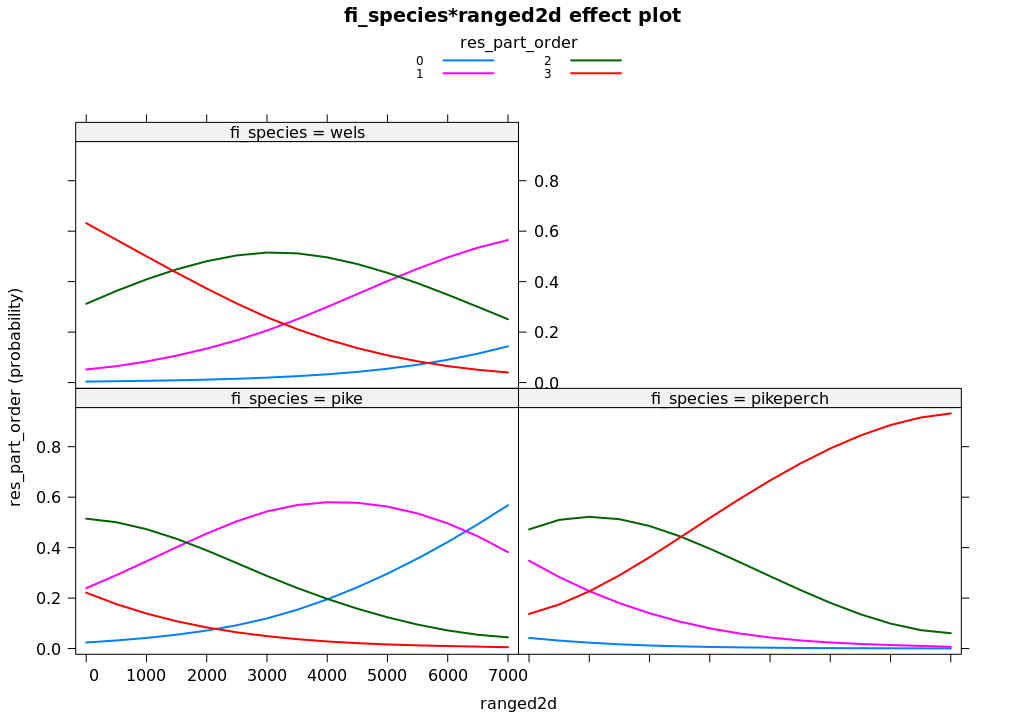 fi_species*ranged2d effect plot
res_part_order
0 2
1 3
fi_species = wels
0.8
0.6
0.4
0.2
0.0
res_part_order (probability)
fi_species = pike fi_species = pikeperch
0.8
0.6
0.4
0.2
0.0
0 1000 2000 3000 4000 5000 6000 7000
ranged2d